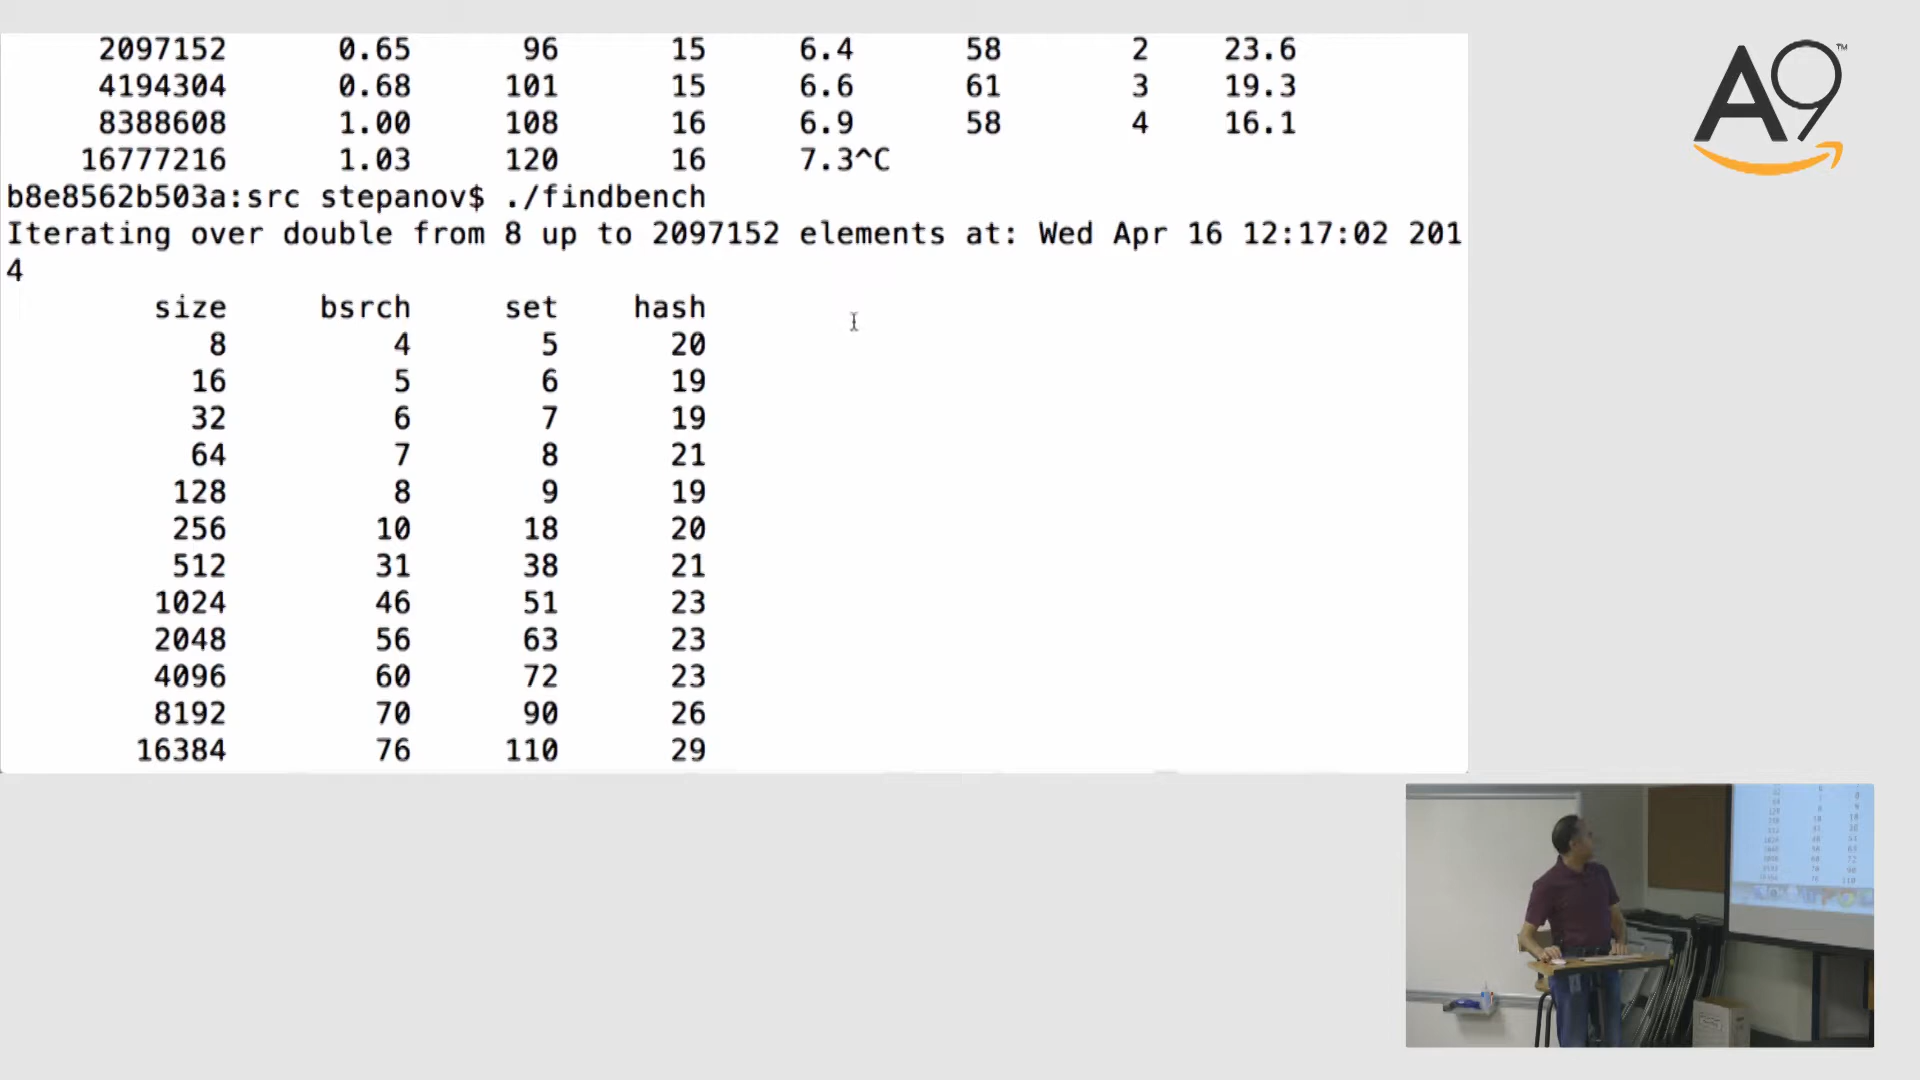 A9™
2097152 0.65 96 15 6.4 58 2 23.6
4194304 0.68 101 15 6.6 61 3 19.3
8388608 1.00 108 16 6.9 58 4 16.1
16777216 1.03 120 16 7.3^C
b8e8562b503a:src stepanov$ ./findbench
Iterating over double from 8 up to 2097152 elements at: Wed Apr 16 12:17:02 201
4
size bsrch set hash
8 4 5 20
16 5 6 19
32 6 7 19
64 7 8 21
128 8 9 19
256 10 18 20
512 31 38 21
1024 46 51 23
2048 56 63 23
4096 60 72 23
8192 70 90 26
16384 76 110 29